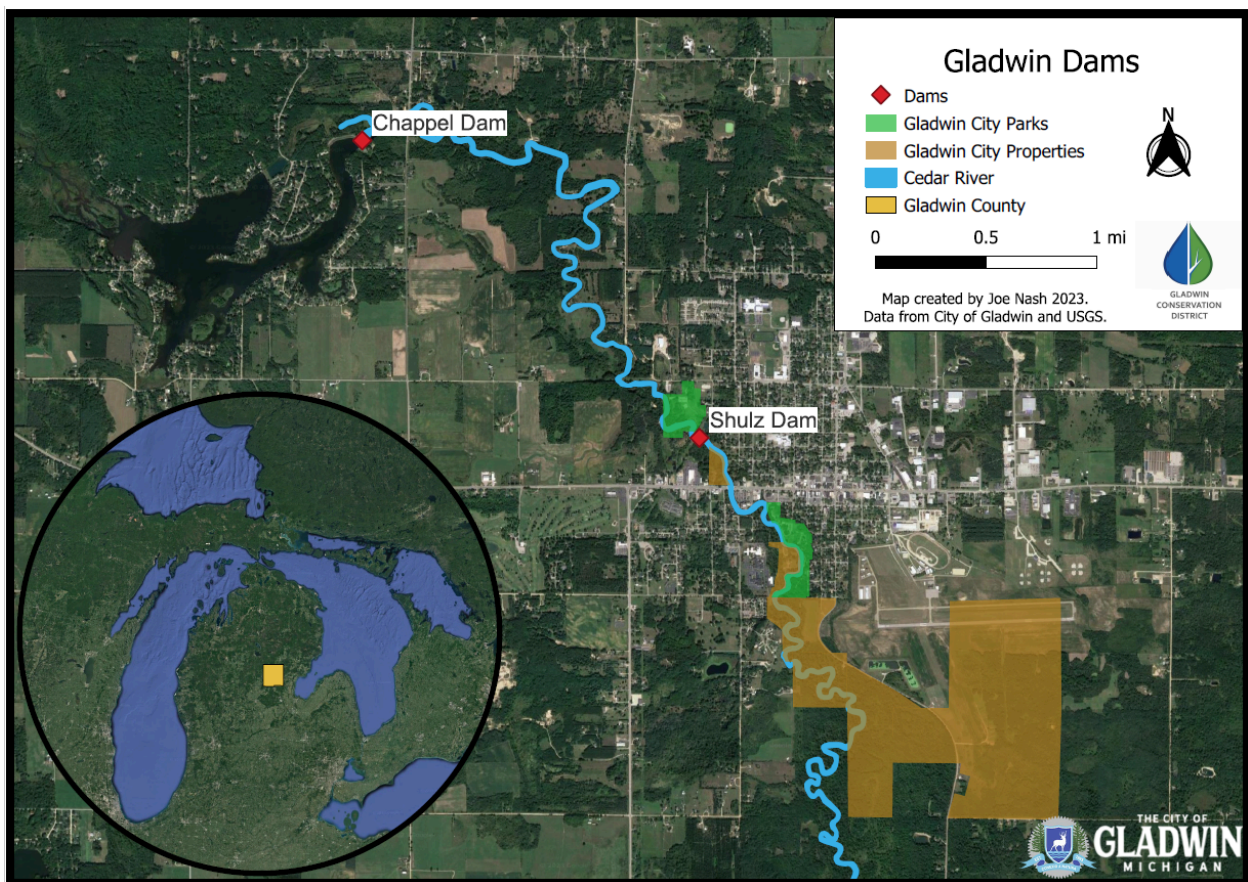 Gladwin Dams
Dams
Gladwin City Parks
Gladwin City Properties
Cedar River
Gladwin County
N
0 0.5 1 mi
Map created by Joe Nash 2023.
Data from City of Gladwin and USGS.
GLADWIN
CONSERVATION
DISTRICT
Chappel Dam
Shulz Dam
THE CITY OF
GLADWIN
MICHIGAN